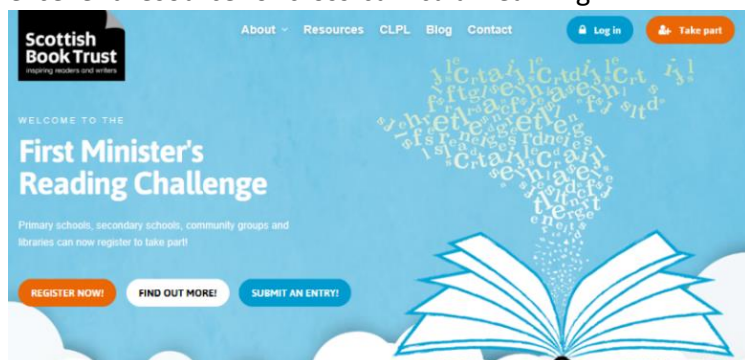 Scottish
Book Trust
inspiring readers and writers
About
Resources
CLPL
Blog
Contact
Log in
Take part
WELCOME TO THE
First Minister's
Reading Challenge
Primary schools, secondary schools, community groups and
libraries can now register to take part!
REGISTER NOW!
FIND OUT MORE!
SUBMIT AN ENTRY!